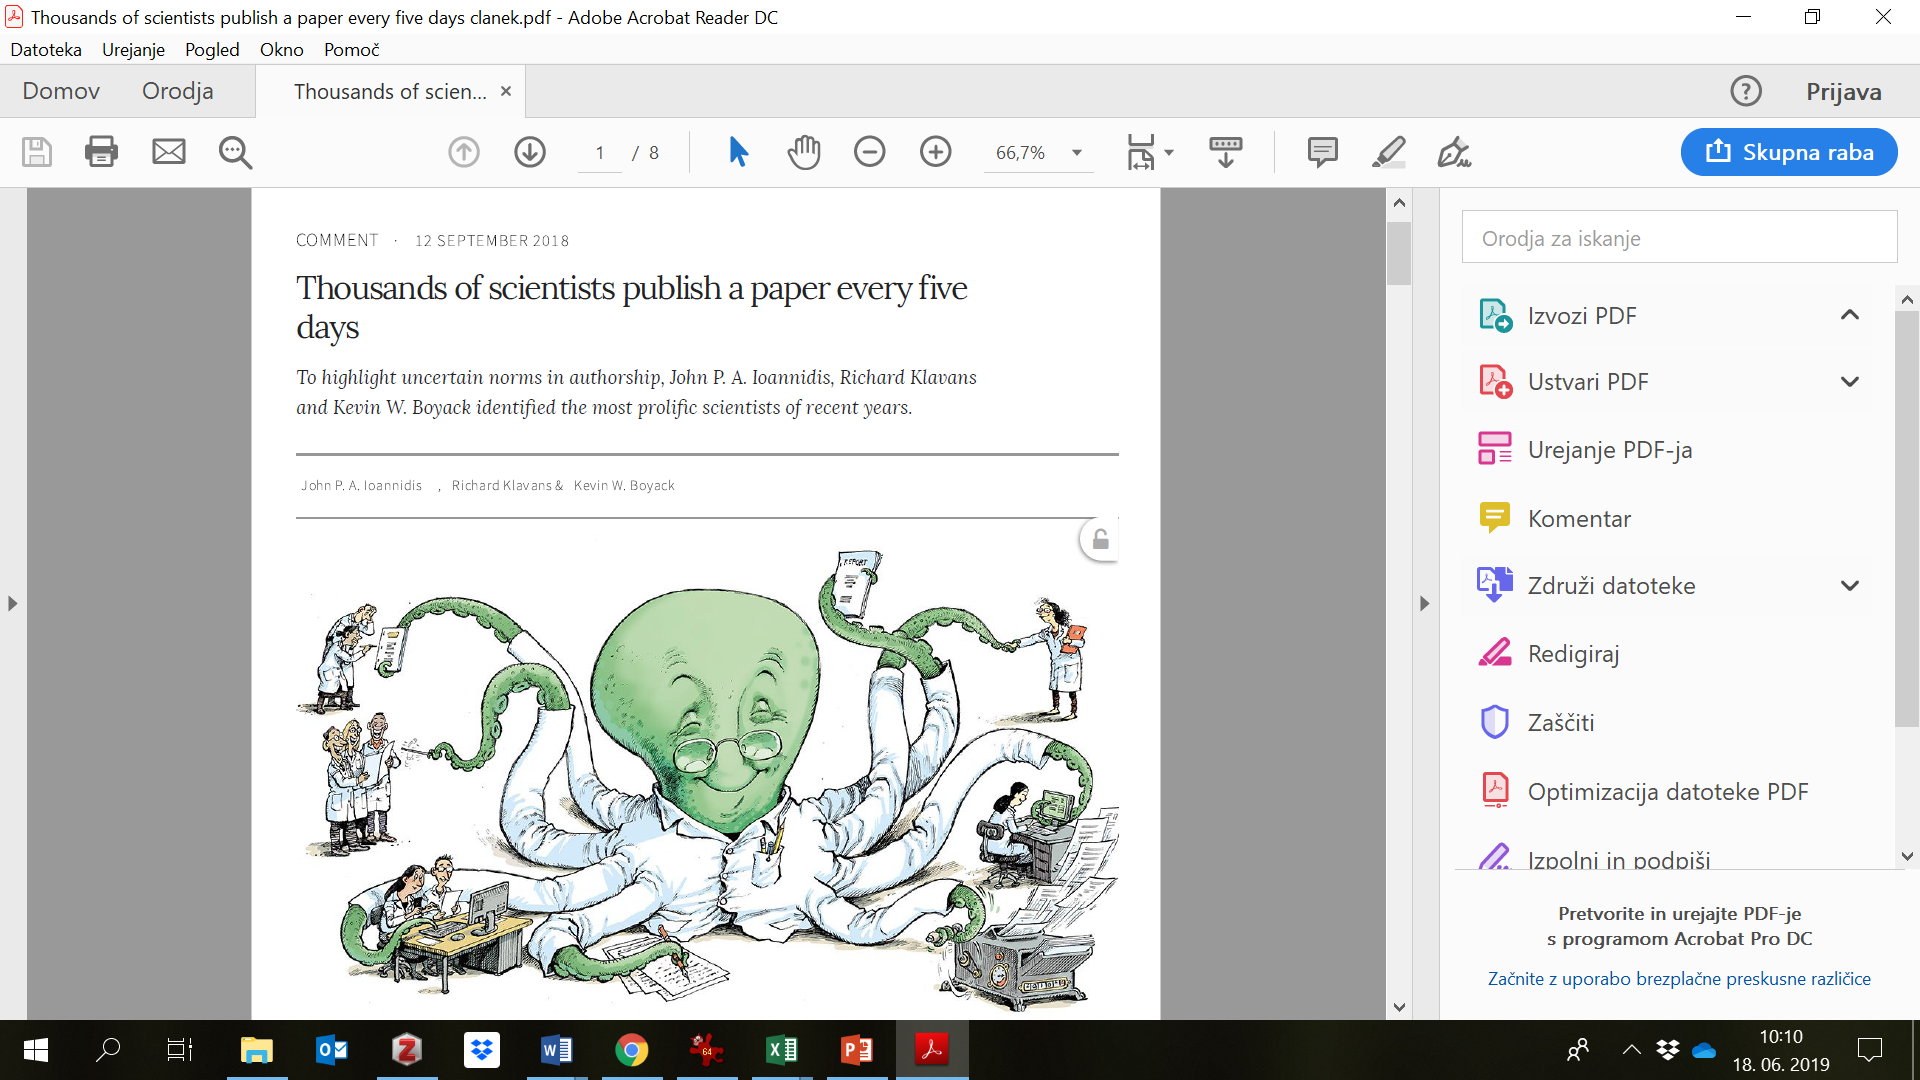 Thousands of scientists publish a paper every five days clanek.pdf - Adobe Acrobat Reader DC
Datoteka Urejanje Pogled Okno Pomoč
Domov Orodja Thousands of scien... Prijava
1 / 8 66,7% Skupna raba
COMMENT · 12 SEPTEMBER 2018
Thousands of scientists publish a paper every five
days
To highlight uncertain norms in authorship, John P. A. Ioannidis, Richard Klavans
and Kevin W. Boyack identified the most prolific scientists of recent years.
John P. A. Ioannidis , Richard Klavans & Kevin W. Boyack
REPORT
Orodja za iskanje
Izvozi PDF
Ustvari PDF
Urejanje PDF-ja
Komentar
Združi datoteke
Redigiraj
Zaščiti
Optimizacija datoteke PDF
Izpolni in podpiši
Pretvorite in urejajte PDF-je
s programom Acrobat Pro DC
Začnite z uporabo brezplačne preskusne različice
64
10:10
18. 06. 2019